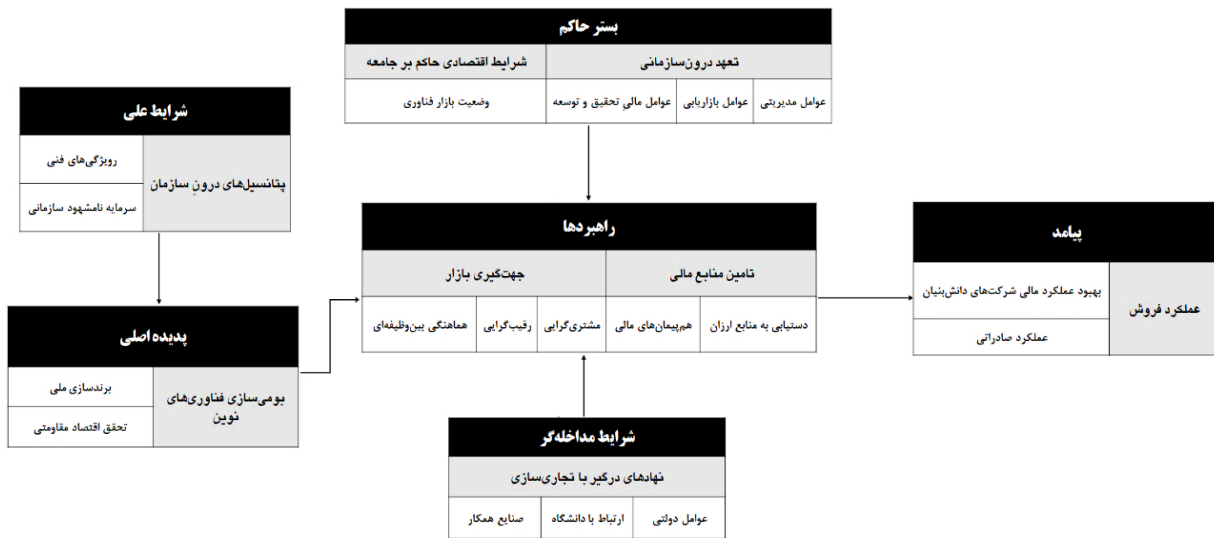 بستر حاکم
تعهد درون‌سازمانی
شرایط اقتصادی حاکم بر جامعه
عوامل مدیریتی
عوامل بازاریابی
عوامل مالیِ تحقیق و توسعه
وضعیت بازار فناوری
شرایط علی
پتانسیل‌های درونِ سازمان
رویژگی‌های فنی
سرمایه نامشهود سازمانی
راهبردها
تامین منابع مالی
جهت‌گیری بازار
دستیابی به منابع ارزان
هم‌پیمان‌های مالی
مشتری‌گرایی
رقیب‌گرایی
هماهنگی بین‌وظیفه‌ای
پیامد
عملکرد فروش
بهبود عملکرد مالی شرکت‌های دانش‌بنیان
عملکرد صادراتی
پدیده اصلی
بومی‌سازی فناوری‌های
نوین
برندسازی ملی
تحقق اقتصاد مقاومتی
شرایط مداخله‌گر
نهادهای درگیر با تجاری‌سازی
عوامل دولتی
ارتباط با دانشگاه
صنایع همکار